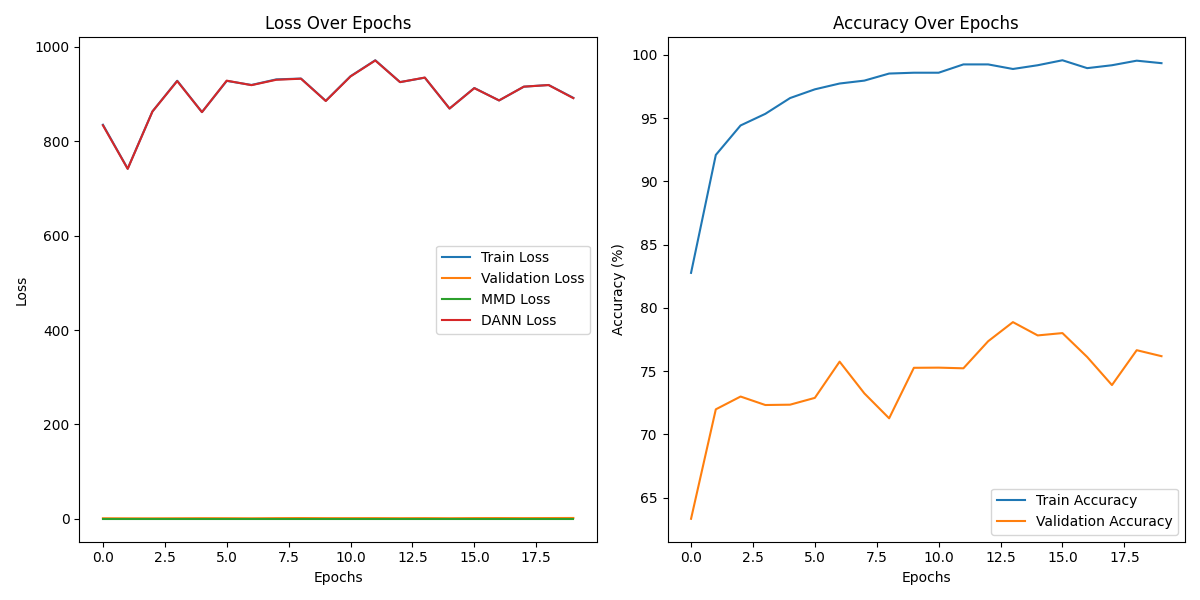 Loss Over Epochs
1000
800
600
400
200
0
Loss
0.0 2.5 5.0 7.5 10.0 12.5 15.0 17.5
Epochs
Train Loss
Validation Loss
MMD Loss
DANN Loss
Accuracy Over Epochs
100
95
90
85
80
75
70
65
Accuracy (%)
0.0 2.5 5.0 7.5 10.0 12.5 15.0 17.5
Epochs
Train Accuracy
Validation Accuracy